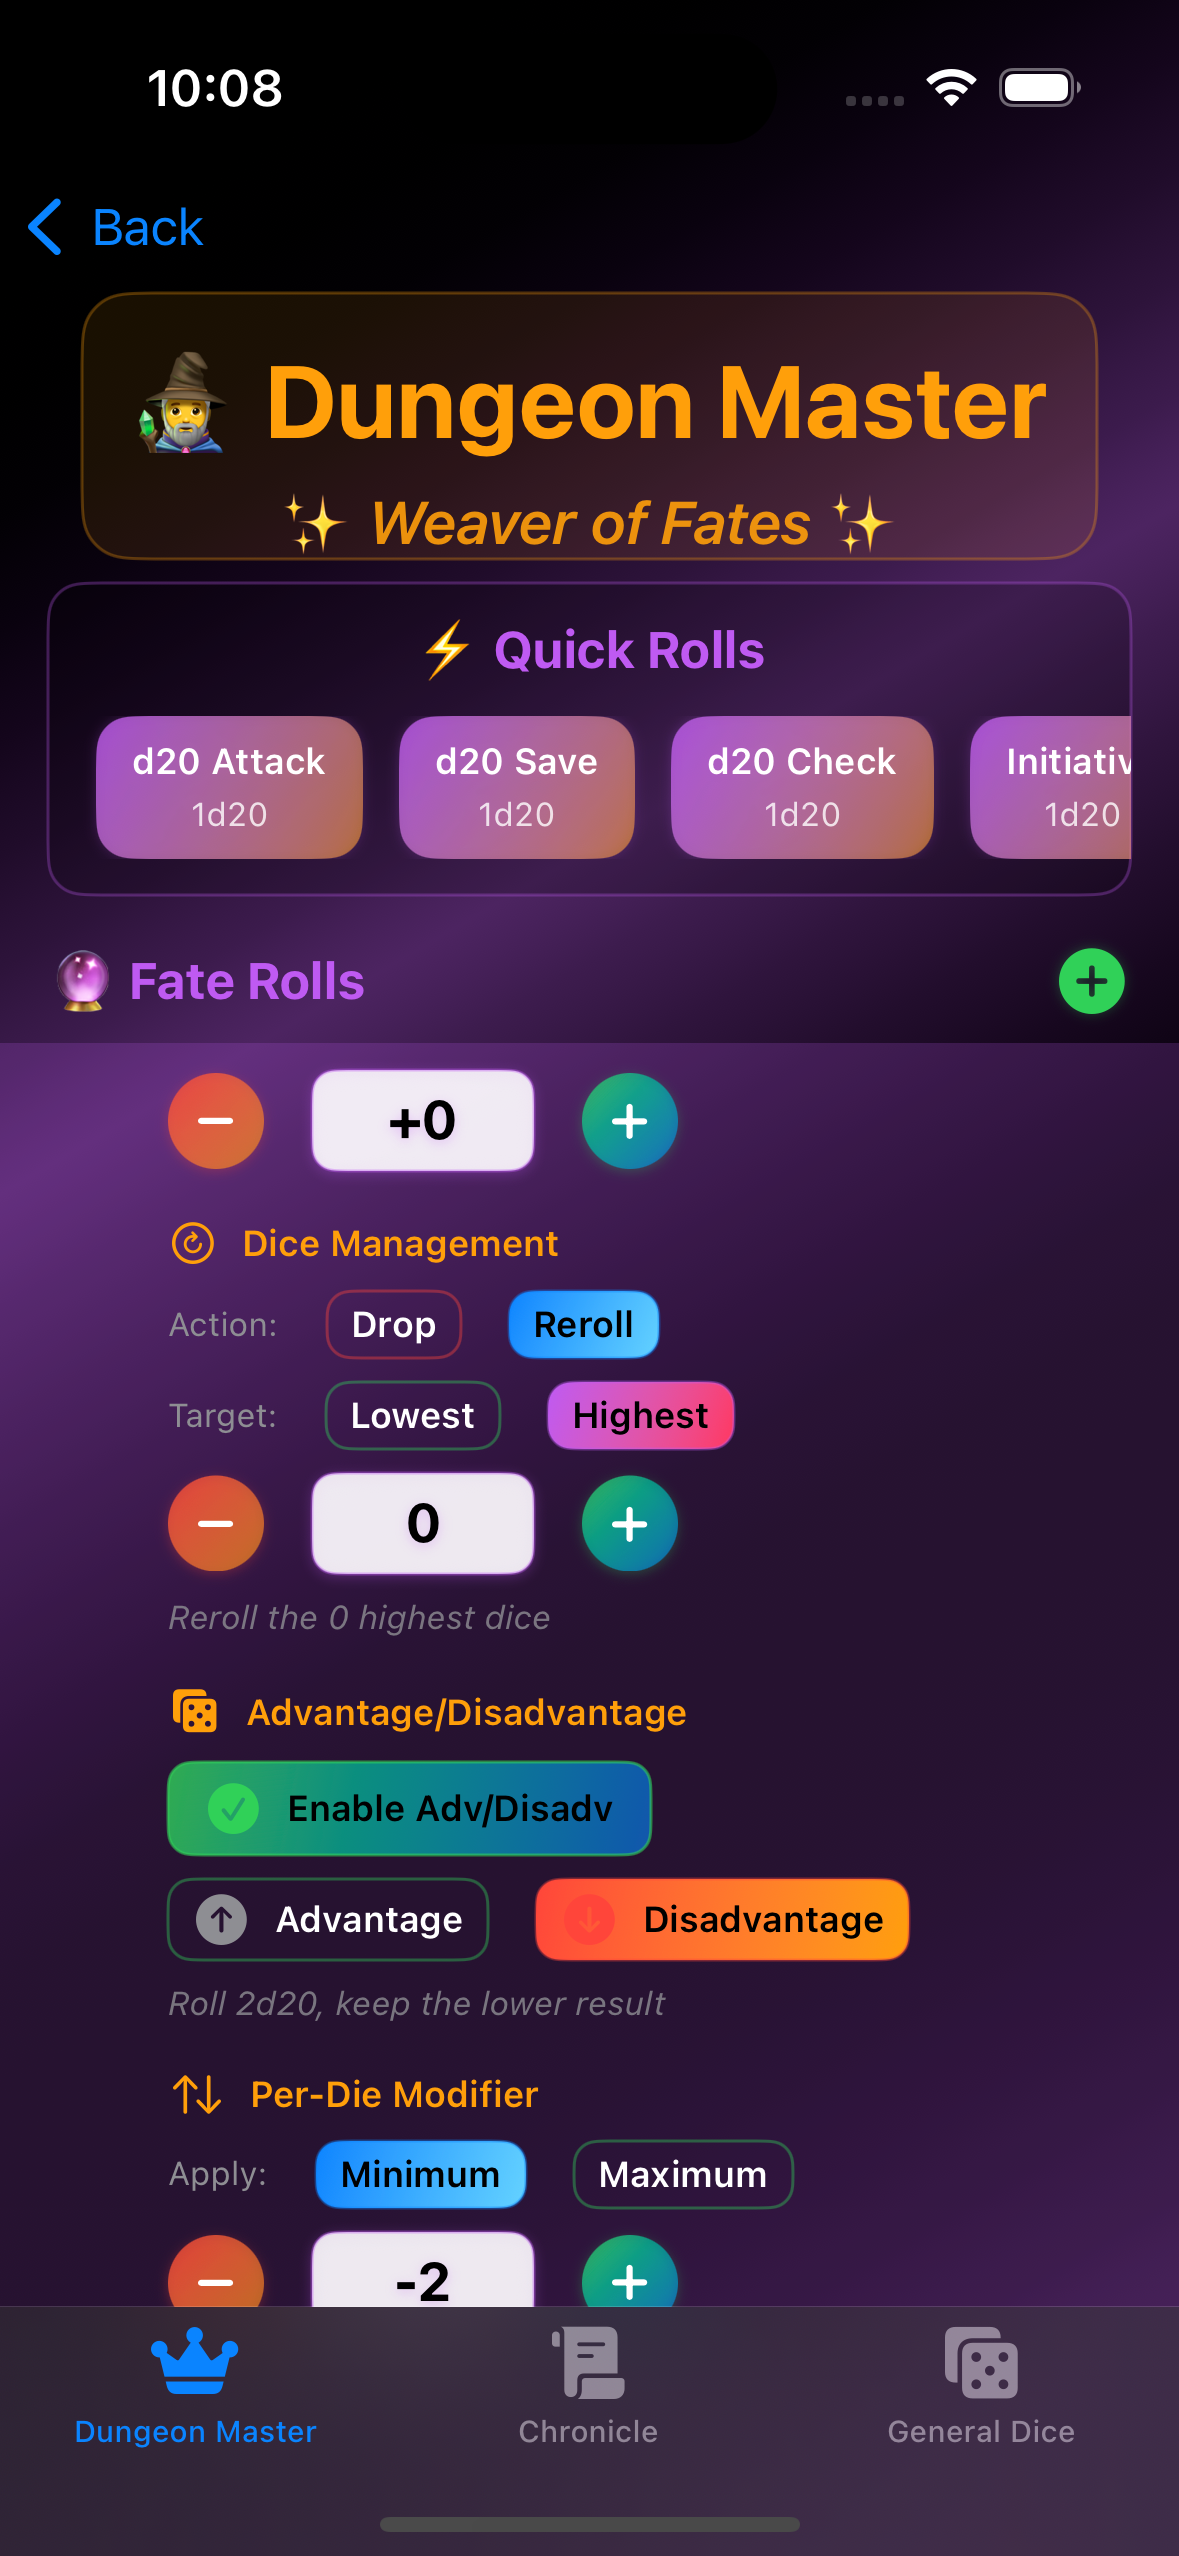 10:08
Back
Dungeon Master
Weaver of Fates
Quick Rolls
d20 Attack
1d20
d20 Save
1d20
d20 Check
1d20
Initiativ
1d20
Fate Rolls
+0
Dice Management
Action: Drop Reroll
Target: Lowest Highest
0
Reroll the 0 highest dice
Advantage/Disadvantage
Enable Adv/Disadv
Advantage Disadvantage
Roll 2d20, keep the lower result
Per-Die Modifier
Apply: Minimum Maximum
-2
Dungeon Master
Chronicle
General Dice